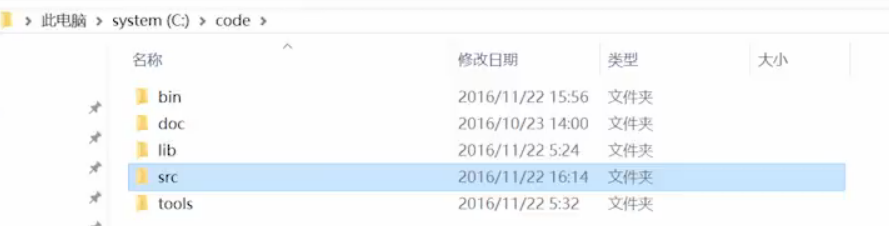 此电脑 > system (C:) > code >
名称 修改日期 类型 大小
bin 2016/11/22 15:56 文件夹
doc 2016/10/23 14:00 文件夹
lib 2016/11/22 5:24 文件夹
src 2016/11/22 16:14 文件夹
tools 2016/11/22 5:32 文件夹